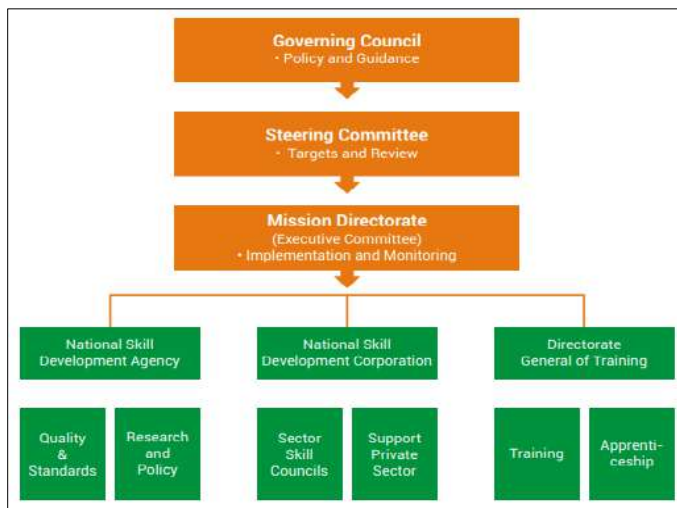 Governing Council
• Policy and Guidance
Steering Committee
• Targets and Review
Mission Directorate
(Executive Committee)
• Implementation and Monitoring
National Skill
Development Agency
National Skill
Development Corporation
Directorate
General of Training
Quality
&
Standards
Research
and
Policy
Sector
Skill
Councils
Support
Private
Sector
Training
Apprenti-
ceship